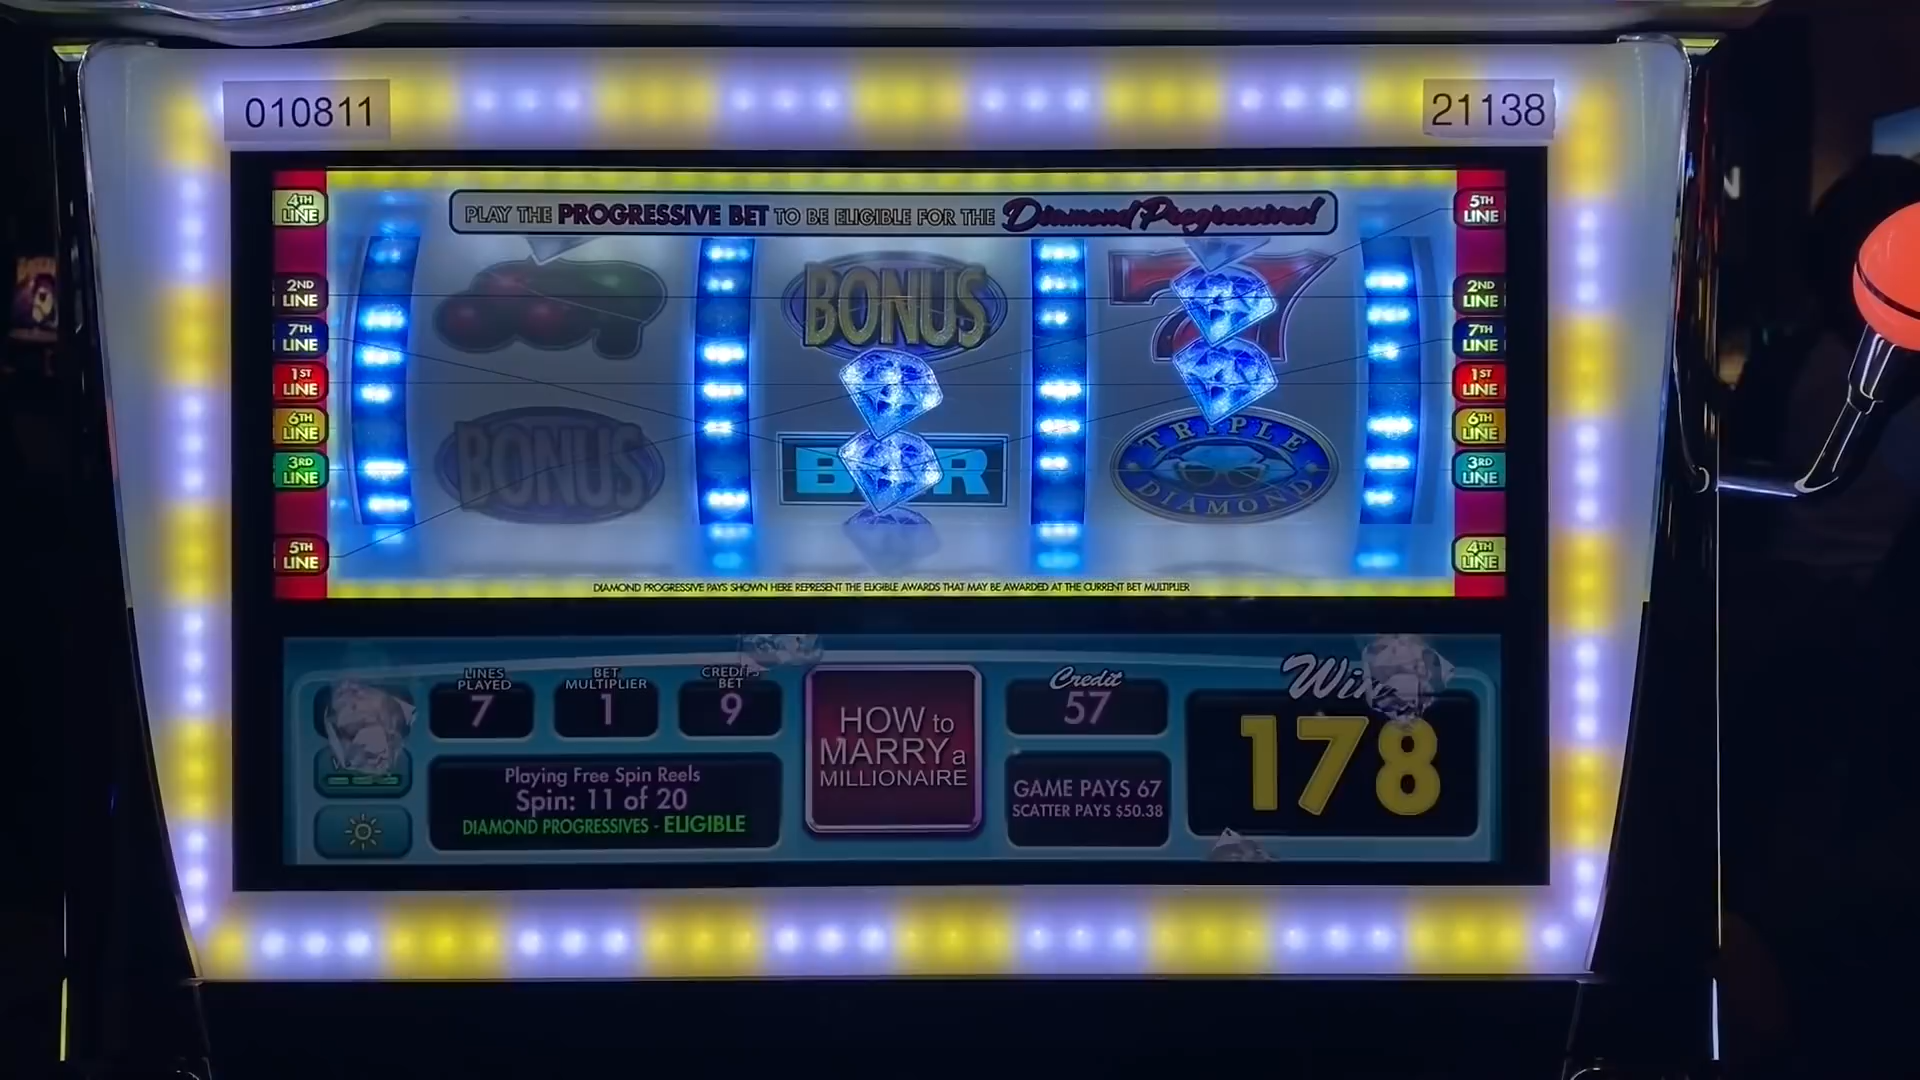 010811
21138
PLAY THE PROGRESSIVE BET TO BE ELIGIBLE FOR THE Diamond Progressives!
4TH LINE
2ND LINE
7TH LINE
1ST LINE
6TH LINE
3RD LINE
5TH LINE
BONUS
BONUS
7
BAR
TRIPLE DIAMOND
5TH LINE
2ND LINE
7TH LINE
1ST LINE
6TH LINE
3RD LINE
4TH LINE
DIAMOND PROGRESSIVE PAYS SHOWN HERE REPRESENT THE ELIGIBLE AWARDS THAT MAY BE AWARDED AT THE CURRENT BET MULTIPLIER
LINES PLAYED
7
BET MULTIPLIER
1
CREDITS BET
9
HOW to
MARRY a
MILLIONAIRE
Credit
57
Win
178
Playing Free Spin Reels
Spin: 11 of 20
DIAMOND PROGRESSIVES - ELIGIBLE
GAME PAYS 67
SCATTER PAYS $50.38